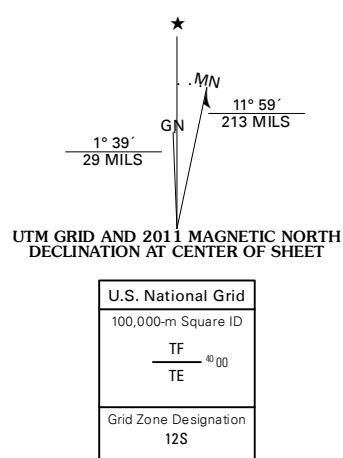 ★
MN
GN
11° 59´
213 MILS
1° 39´
29 MILS
UTM GRID AND 2011 MAGNETIC NORTH
DECLINATION AT CENTER OF SHEET
U.S. National Grid
100,000-m Square ID
TF
40 00
TE
Grid Zone Designation
12S